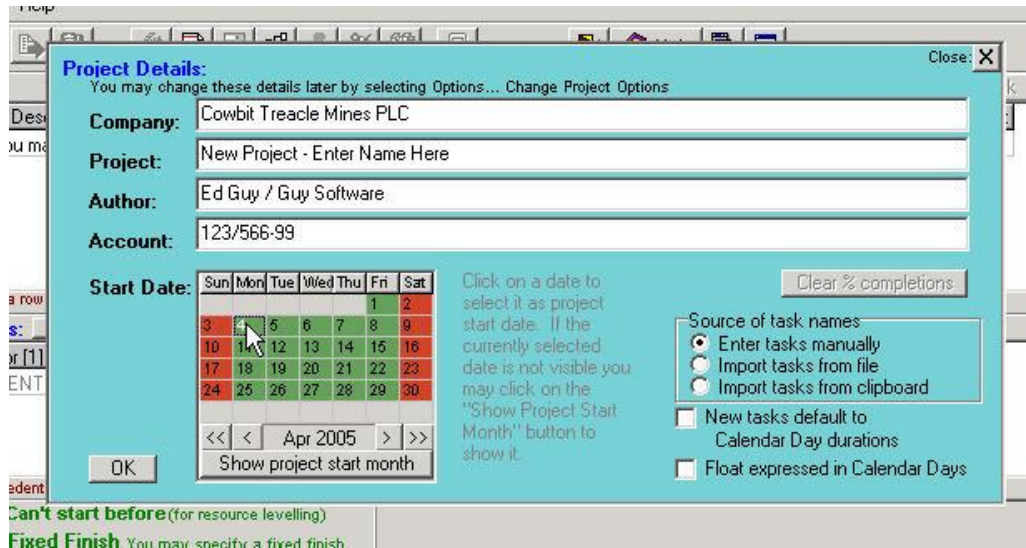 Help
Close: X
Project Details:
You may change these details later by selecting Options... Change Project Options
Company: Cowbit Treacle Mines PLC
Project: New Project - Enter Name Here
Author: Ed Guy / Guy Software
Account: 123/566-99
Start Date:
Sun Mon Tue Wed Thu Fri Sat
1 2
3 4 5 6 7 8 9
10 11 12 13 14 15 16
17 18 19 20 21 22 23
24 25 26 27 28 29 30
<< < Apr 2005 > >>
Show project start month
OK
Click on a date to
select it as project
start date. If the
currently selected
date is not visible you
may click on the
"Show Project Start
Month" button to
show it.
Clear % completions
Source of task names
Enter tasks manually
Import tasks from file
Import tasks from clipboard
New tasks default to
Calendar Day durations
Float expressed in Calendar Days
a row
or [1]
ENT
edent
Can't start before (for resource levelling)
Fixed Finish. You may specify a fixed finish